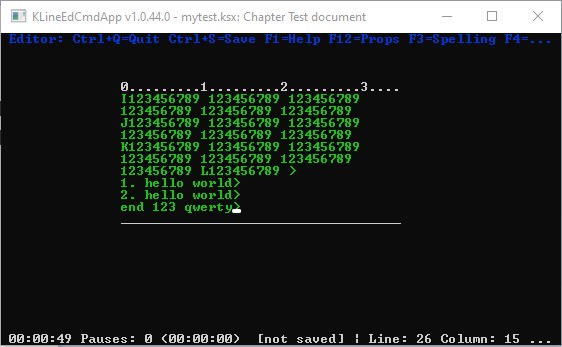 KLineEdCmdApp v1.0.44.0 - mytest.ksx: Chapter Test document
Editor: Ctrl+Q=Quit Ctrl+S=Save F1=Help F12=Props F3=Spelling F4=...
0.........1.........2.........3....
I123456789 123456789 123456789
123456789 123456789 123456789
J123456789 123456789 123456789
123456789 123456789 123456789
K123456789 123456789 123456789
123456789 123456789 123456789
123456789 L123456789 >
1. hello world>
2. hello world>
end 123 qwerty>
00:00:49 Pauses: 0 (00:00:00)  [not saved] ¦ Line: 26 Column: 15 ...